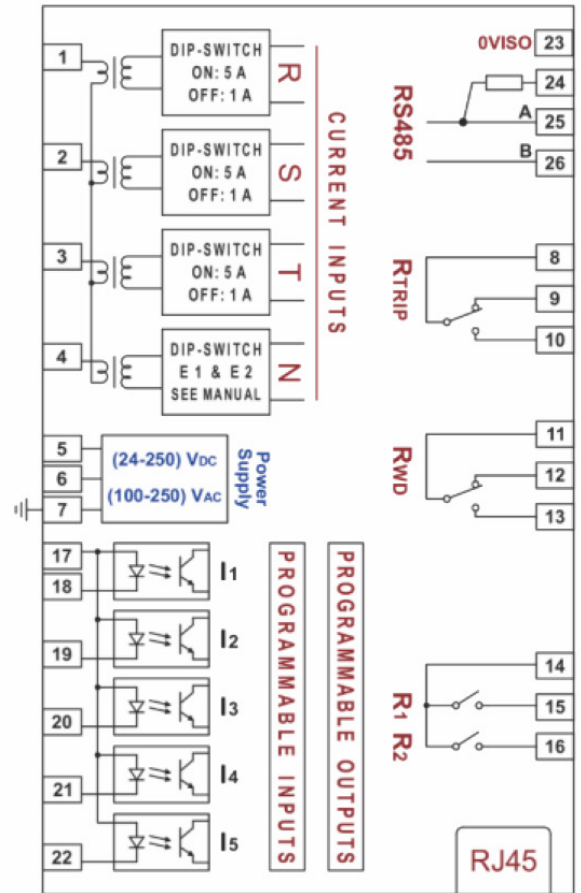 1
DIP-SWITCH
ON: 5 A
OFF: 1 A
R
2
DIP-SWITCH
ON: 5 A
OFF: 1 A
S
3
DIP-SWITCH
ON: 5 A
OFF: 1 A
T
4
DIP-SWITCH
E 1 & E 2
SEE MANUAL
N
CURRENT INPUTS
5
6
7
(24-250) VDC
(100-250) VAC
Power
Supply
17
18
I1
19
I2
20
I3
21
I4
22
I5
PROGRAMMABLE INPUTS
PROGRAMMABLE OUTPUTS
0VISO 23
24
RS485
A 25
B 26
RTRIP
8
9
10
RWD
11
12
13
R1 R2
14
15
16
RJ45